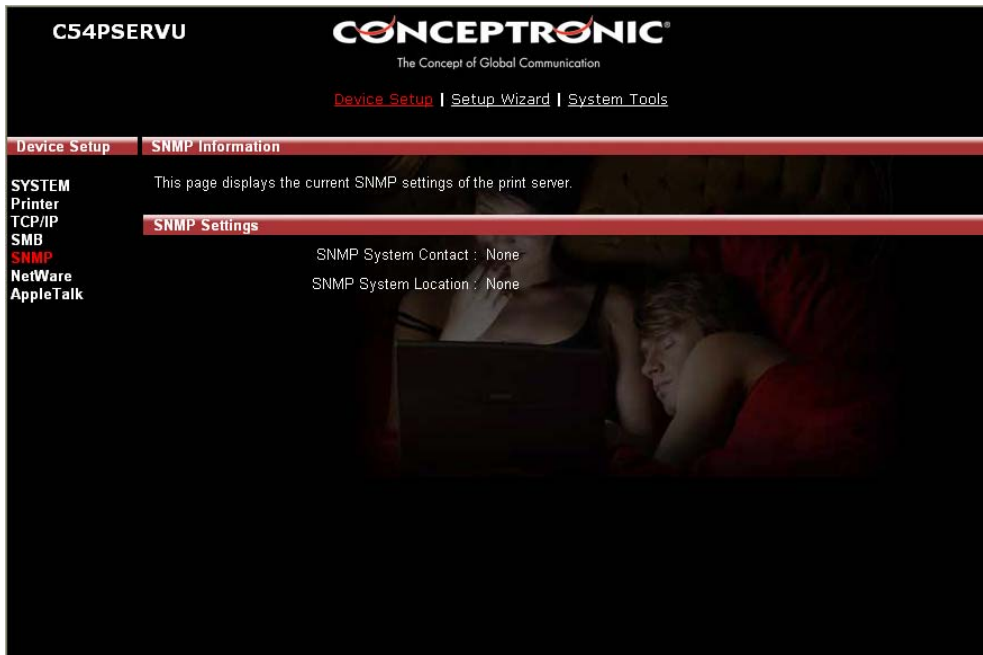 C54PSERVU
CONCEPTRONIC®
The Concept of Global Communication
Device Setup | Setup Wizard | System Tools
Device Setup
SYSTEM
Printer
TCP/IP
SMB
SNMP
NetWare
AppleTalk
SNMP Information
This page displays the current SNMP settings of the print server.
SNMP Settings
SNMP System Contact : None
SNMP System Location : None